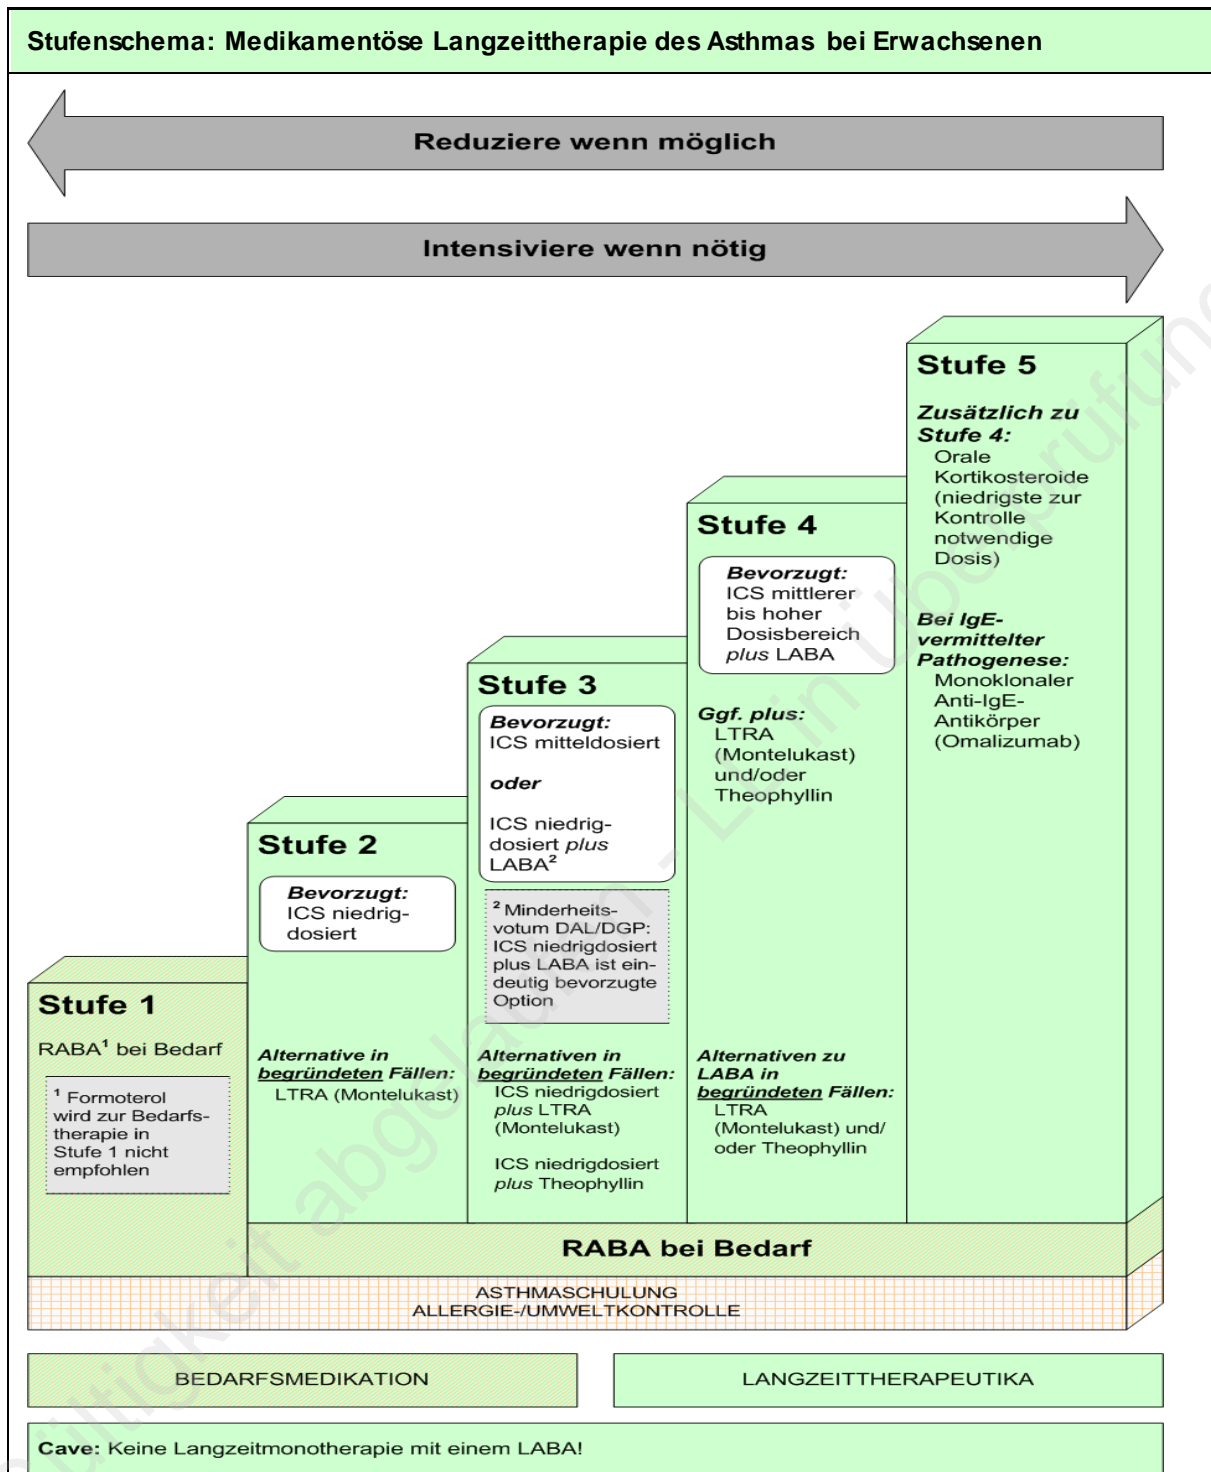 Stufenschema: Medikamentöse Langzeittherapie des Asthmas bei Erwachsenen
Reduziere wenn möglich
Intensiviere wenn nötig
Stufe 1
RABA¹ bei Bedarf
¹ Formoterol
wird zur Bedarfs-
therapie in
Stufe 1 nicht
empfohlen
Stufe 2
Bevorzugt:
ICS niedrig-
dosiert
Alternative in
begründeten Fällen:
LTRA (Montelukast)
Stufe 3
Bevorzugt:
ICS mitteldosiert
oder
ICS niedrig-
dosiert plus
LABA²
² Minderheits-
votum DAL/DGP:
ICS niedrigdosiert
plus LABA ist ein-
deutig bevorzugte
Option
Alternativen in
begründeten Fällen:
ICS niedrigdosiert
plus LTRA
(Montelukast)
ICS niedrigdosiert
plus Theophyllin
Stufe 4
Bevorzugt:
ICS mittlerer
bis hoher
Dosisbereich
plus LABA
Ggf. plus:
LTRA
(Montelukast)
und/oder
Theophyllin
Alternativen zu
LABA in
begründeten Fällen:
LTRA
(Montelukast) und/
oder Theophyllin
Stufe 5
Zusätzlich zu
Stufe 4:
Orale
Kortikosteroide
(niedrigste zur
Kontrolle
notwendige
Dosis)
Bei IgE-
vermittelter
Pathogenese:
Monoklonaler
Anti-IgE-
Antikörper
(Omalizumab)
RABA bei Bedarf
ASTHMASCHULUNG
ALLERGIE-/UMWELTKONTROLLE
BEDARFSMEDIKATION
LANGZEITTHERAPEUTIKA
Cave: Keine Langzeitmonotherapie mit einem LABA!
abgelaufen - LL in